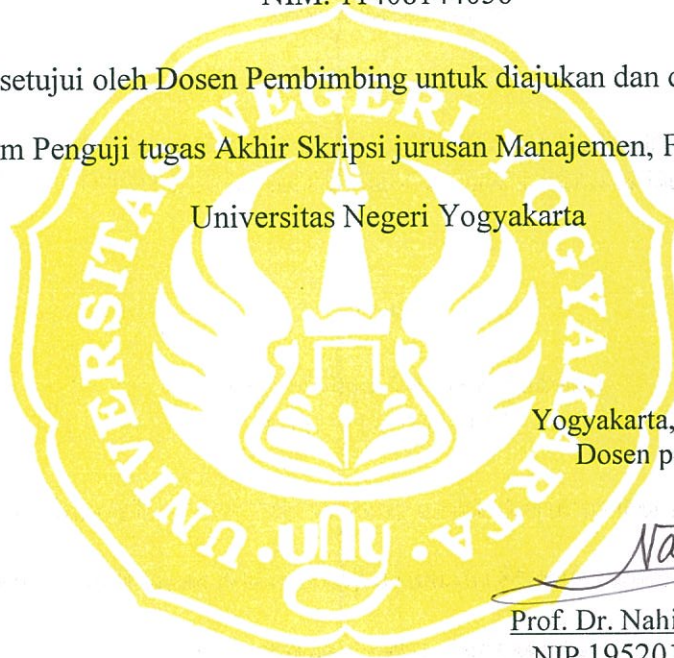 setujui oleh Dosen Pembimbing untuk diajukan dan
m Penguji tugas Akhir Skripsi jurusan Manajemen, F
Universitas Negeri Yogyakarta
UNIVERSITAS NEGERI YOGYAKARTA
uny
Yogyakarta,
Dosen p
Na
Prof. Dr. Nahi